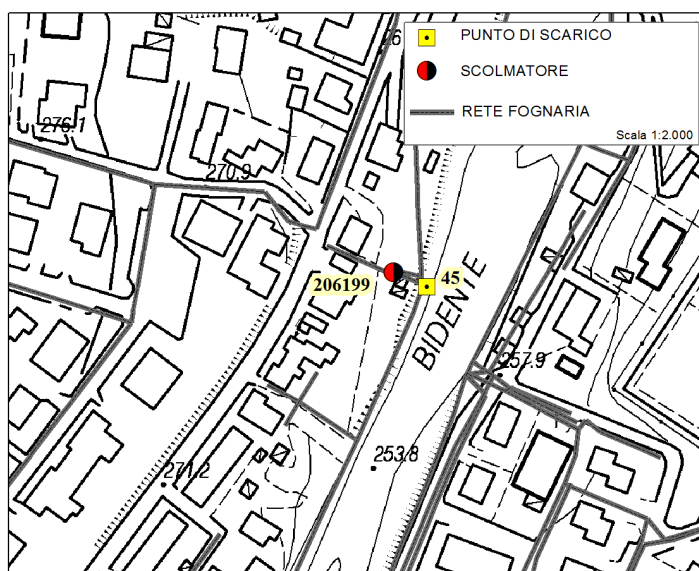 PUNTO DI SCARICO
SCOLMATORE
RETE FOGNARIA
Scala 1:2.000
276.1
270.9
206199
45
BIDENTE
257.9
253.8
271.2